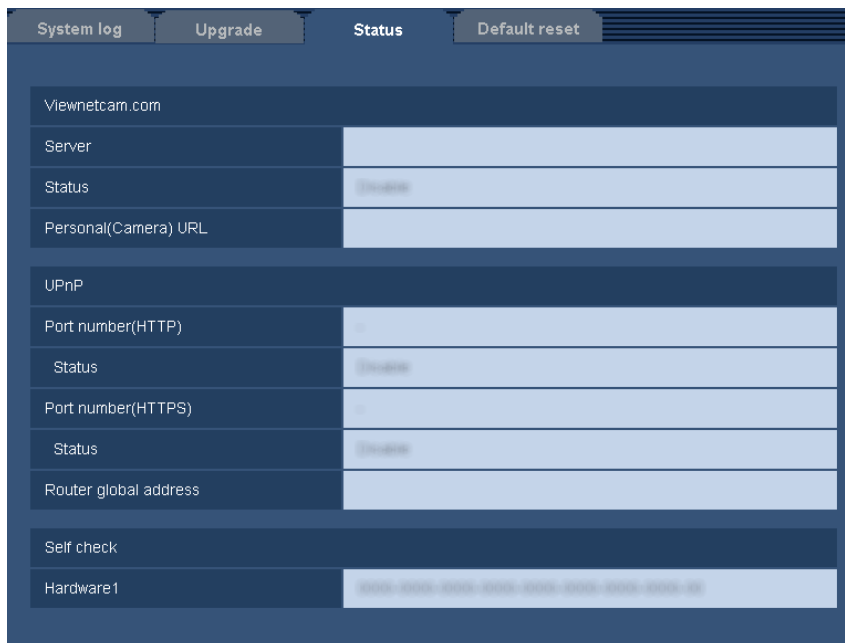 System log Upgrade Status Default reset
Viewnetcam.com
Server
Status
Personal(Camera) URL
UPnP
Port number(HTTP)
Status
Port number(HTTPS)
Status
Router global address
Self check
Hardware1